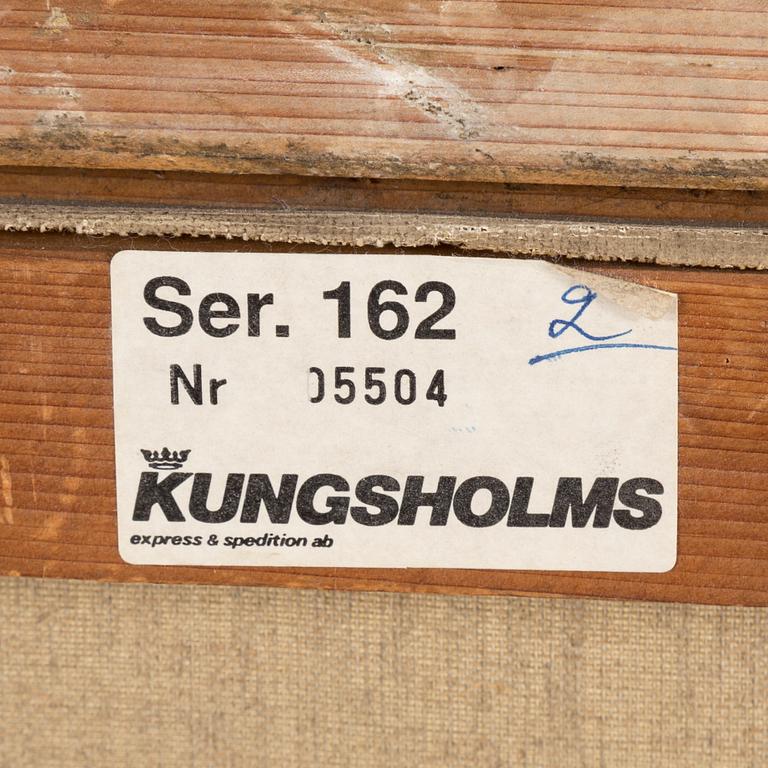 Ser. 162
2
Nr 05504
KUNGSHOLMS
express & spedition ab